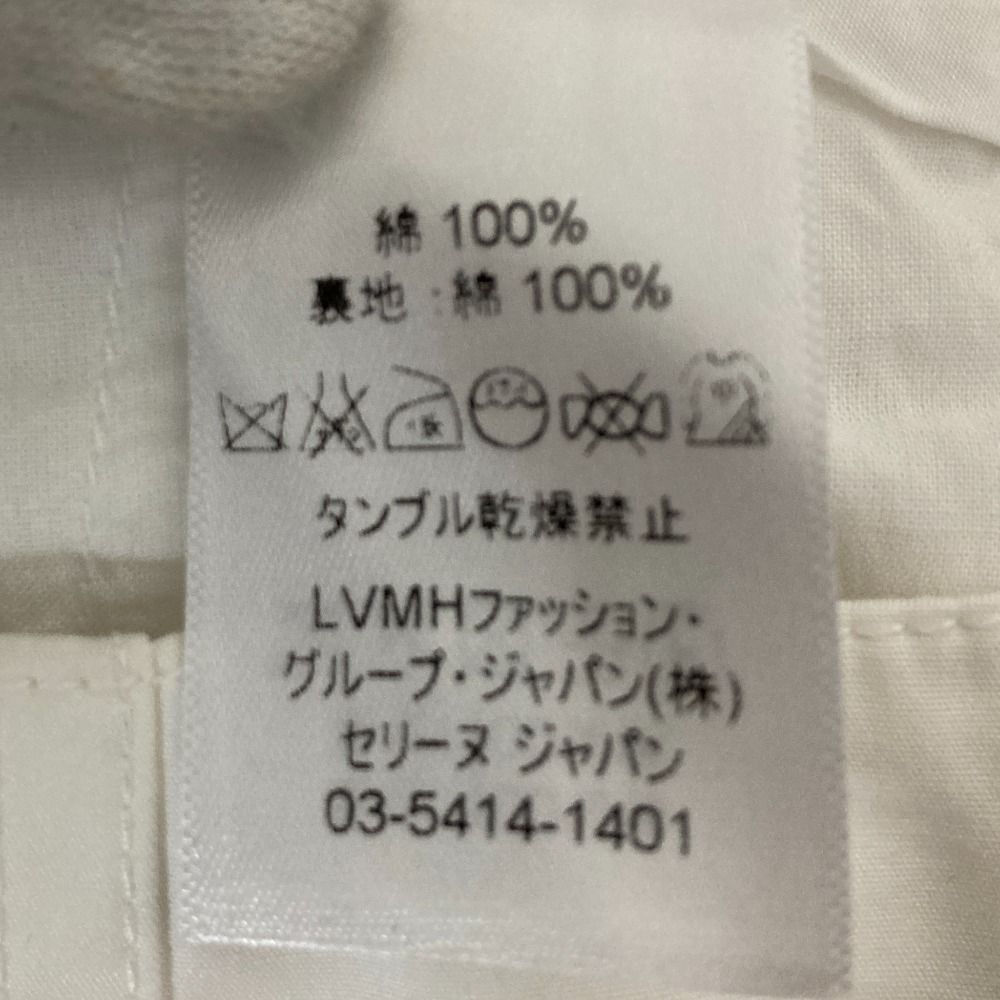 綿 100%
裏地 : 綿 100%
タンブル乾燥禁止
LVMHファッション・
グループ・ジャパン(株)
セリーヌ ジャパン
03-5414-1401